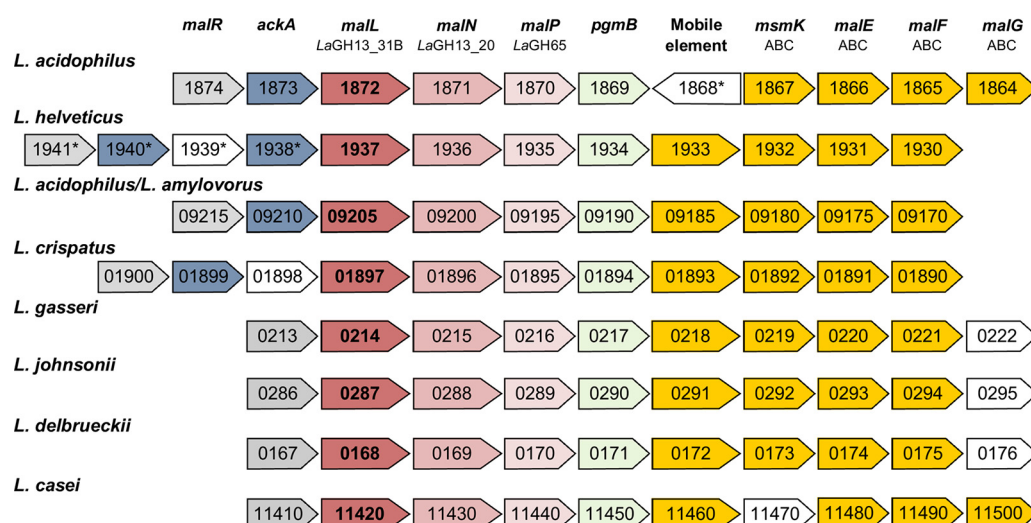 malR ackA malL malN malP pgmB Mobile element msmK malE malF malG
LaGH13_31B LaGH13_20 LaGH65 ABC ABC ABC ABC
L. acidophilus
1874 1873 1872 1871 1870 1869 1868* 1867 1866 1865 1864
L. helveticus
1941* 1940* 1939* 1938* 1937 1936 1935 1934 1933 1932 1931 1930
L. acidophilus/L. amylovorus
09215 09210 09205 09200 09195 09190 09185 09180 09175 09170
L. crispatus
01900 01899 01898 01897 01896 01895 01894 01893 01892 01891 01890
L. gasseri
0213 0214 0215 0216 0217 0218 0219 0220 0221 0222
L. johnsonii
0286 0287 0288 0289 0290 0291 0292 0293 0294 0295
L. delbrueckii
0167 0168 0169 0170 0171 0172 0173 0174 0175 0176
L. casei
11410 11420 11430 11440 11450 11460 11470 11480 11490 11500